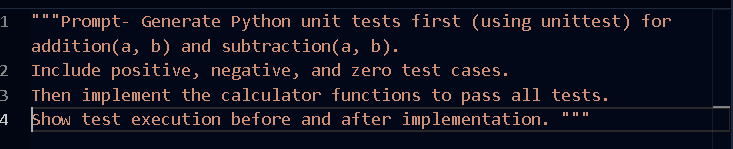 1 """Prompt- Generate Python unit tests first (using unittest) for
addition(a, b) and subtraction(a, b).
2 Include positive, negative, and zero test cases.
3 Then implement the calculator functions to pass all tests.
4 Show test execution before and after implementation. """